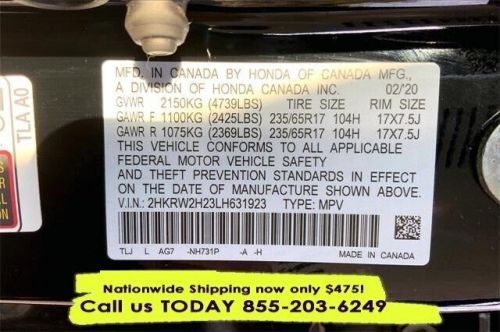 MFD. IN CANADA BY HONDA OF CANADA MFG.,
A DIVISION OF HONDA CANADA INC. 02/'20
GVWR 2150KG (4739LBS) TIRE SIZE RIM SIZE
GAWR F 1100KG (2425LBS) 235/65R17 104H 17X7.5J
GAWR R 1075KG (2369LBS) 235/65R17 104H 17X7.5J
THIS VEHICLE CONFORMS TO ALL APPLICABLE
FEDERAL MOTOR VEHICLE SAFETY
AND THEFT PREVENTION STANDARDS IN EFFECT
ON THE DATE OF MANUFACTURE SHOWN ABOVE.
V.I.N.: 2HKRW2H23LH631923 TYPE: MPV
TLJ L AG7 -NH731P -A -H
MADE IN CANADA
TLA A0
Nationwide Shipping now only $475!
Call us TODAY 855-203-6249